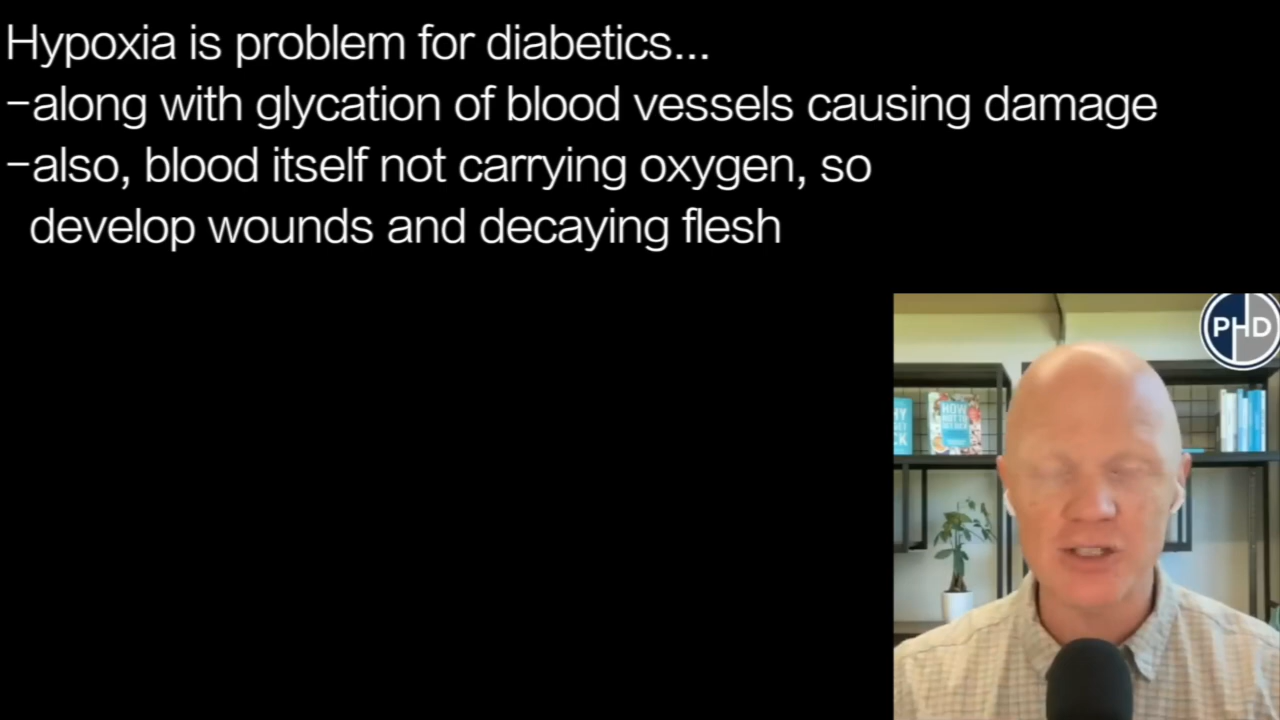 Hypoxia is problem for diabetics...
–along with glycation of blood vessels causing damage
–also, blood itself not carrying oxygen, so
develop wounds and decaying flesh
PHD
HOW